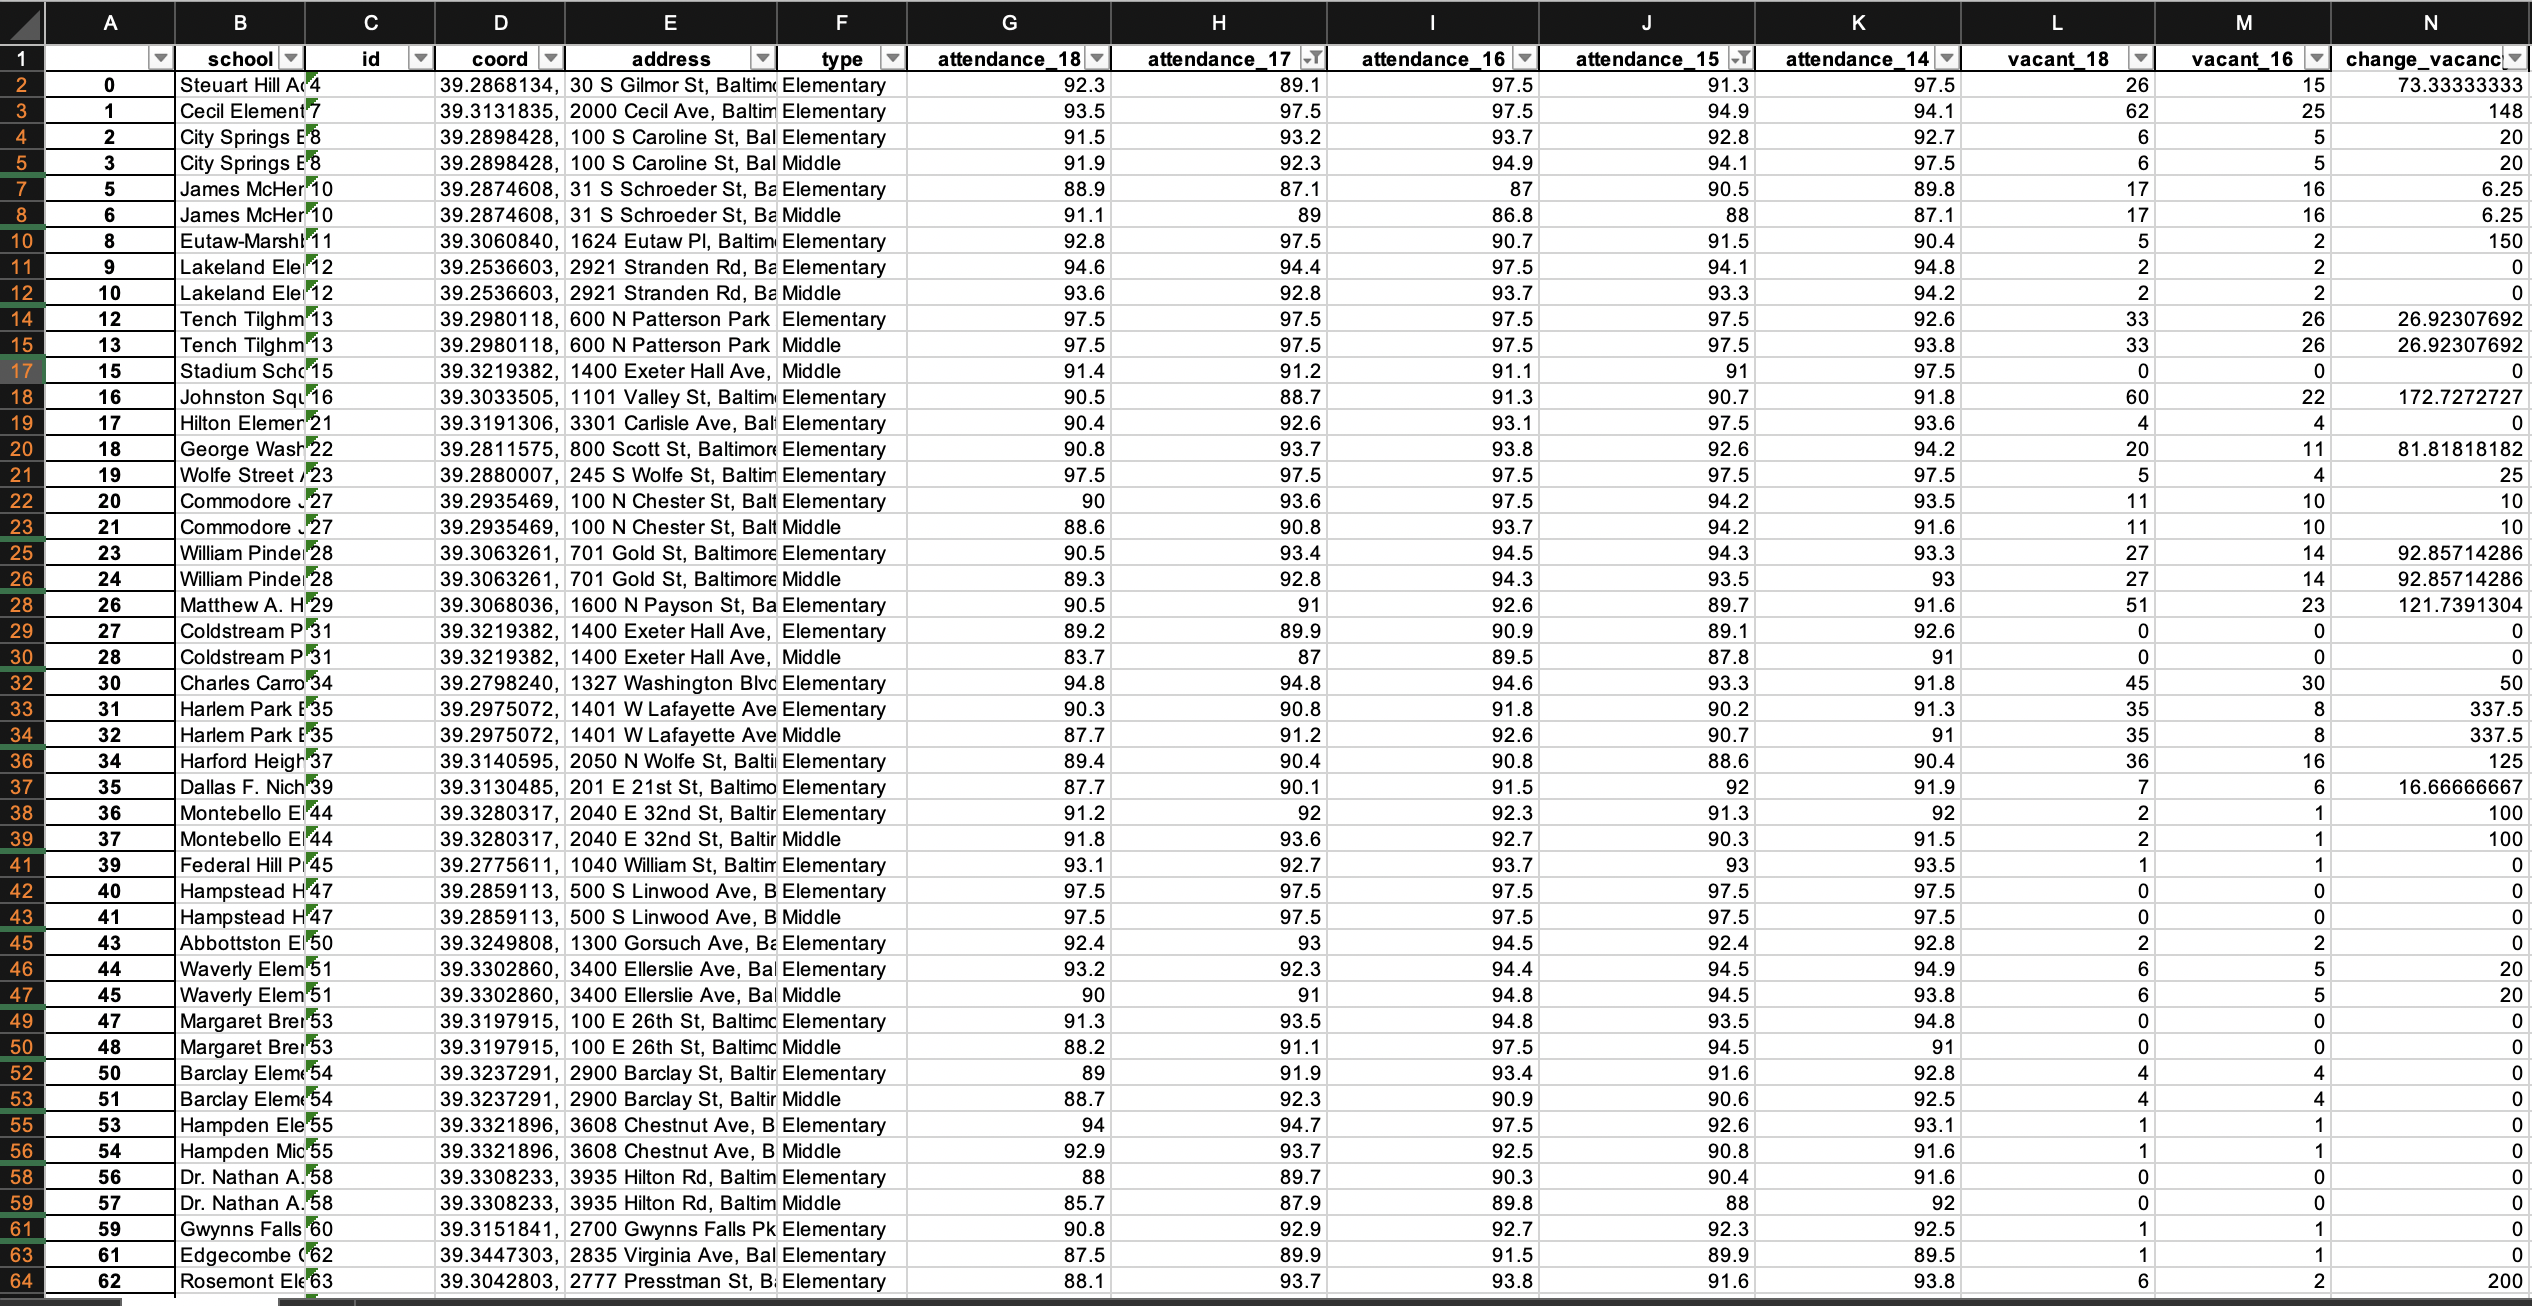 A B C D E F G H I J K L M N
1 school id coord address type attendance_18 attendance_17 attendance_16 attendance_15 attendance_14 vacant_18 vacant_16 change_vacanc
2 0 Steuart Hill Ac 4 39.2868134, 30 S Gilmor St, Baltimo Elementary 92.3 89.1 97.5 91.3 97.5 26 15 73.33333333
3 1 Cecil Element 7 39.3131835, 2000 Cecil Ave, Baltim Elementary 93.5 97.5 97.5 94.9 94.1 62 25 148
4 2 City Springs E 8 39.2898428, 100 S Caroline St, Bal Elementary 91.5 93.2 93.7 92.8 92.7 6 5 20
5 3 City Springs E 8 39.2898428, 100 S Caroline St, Bal Middle 91.9 92.3 94.9 94.1 97.5 6 5 20
7 5 James McHer 10 39.2874608, 31 S Schroeder St, Ba Elementary 88.9 87.1 87 90.5 89.8 17 16 6.25
8 6 James McHer 10 39.2874608, 31 S Schroeder St, Ba Middle 91.1 89 86.8 88 87.1 17 16 6.25
10 8 Eutaw-Marshb 11 39.3060840, 1624 Eutaw Pl, Baltim Elementary 92.8 97.5 90.7 91.5 90.4 5 2 150
11 9 Lakeland Eler 12 39.2536603, 2921 Stranden Rd, Ba Elementary 94.6 94.4 97.5 94.1 94.8 2 2 0
12 10 Lakeland Eler 12 39.2536603, 2921 Stranden Rd, Ba Middle 93.6 92.8 93.7 93.3 94.2 2 2 0
14 12 Tench Tilghm 13 39.2980118, 600 N Patterson Park Elementary 97.5 97.5 97.5 97.5 92.6 33 26 26.92307692
15 13 Tench Tilghm 13 39.2980118, 600 N Patterson Park Middle 97.5 97.5 97.5 97.5 93.8 33 26 26.92307692
17 15 Stadium Scho 15 39.3219382, 1400 Exeter Hall Ave, Middle 91.4 91.2 91.1 91 97.5 0 0 0
18 16 Johnston Squ 16 39.3033505, 1101 Valley St, Baltim Elementary 90.5 88.7 91.3 90.7 91.8 60 22 172.7272727
19 17 Hilton Elemer 21 39.3191306, 3301 Carlisle Ave, Bal Elementary 90.4 92.6 93.1 97.5 93.6 4 4 0
20 18 George Wash 22 39.2811575, 800 Scott St, Baltimore Elementary 90.8 93.7 93.8 92.6 94.2 20 11 81.81818182
21 19 Wolfe Street A 23 39.2880007, 245 S Wolfe St, Baltim Elementary 97.5 97.5 97.5 97.5 97.5 5 4 25
22 20 Commodore J 27 39.2935469, 100 N Chester St, Balt Elementary 90 93.6 97.5 94.2 93.5 11 10 10
23 21 Commodore J 27 39.2935469, 100 N Chester St, Balt Middle 88.6 90.8 93.7 94.2 91.6 11 10 10
25 23 William Pinder 28 39.3063261, 701 Gold St, Baltimore Elementary 90.5 93.4 94.5 94.3 93.3 27 14 92.85714286
26 24 William Pinder 28 39.3063261, 701 Gold St, Baltimore Middle 89.3 92.8 94.3 93.5 93 27 14 92.85714286
28 26 Matthew A. H 29 39.3068036, 1600 N Payson St, Ba Elementary 90.5 91 92.6 89.7 91.6 51 23 121.7391304
29 27 Coldstream P 31 39.3219382, 1400 Exeter Hall Ave, Elementary 89.2 89.9 90.9 89.1 92.6 0 0 0
30 28 Coldstream P 31 39.3219382, 1400 Exeter Hall Ave, Middle 83.7 87 89.5 87.8 91 0 0 0
32 30 Charles Carro 34 39.2798240, 1327 Washington Blvd Elementary 94.8 94.8 94.6 93.3 91.8 45 30 50
33 31 Harlem Park E 35 39.2975072, 1401 W Lafayette Ave Elementary 90.3 90.8 91.8 90.2 91.3 35 8 337.5
34 32 Harlem Park E 35 39.2975072, 1401 W Lafayette Ave Middle 87.7 91.2 92.6 90.7 91 35 8 337.5
36 34 Harford Heigh 37 39.3140595, 2050 N Wolfe St, Balti Elementary 89.4 90.4 90.8 88.6 90.4 36 16 125
37 35 Dallas F. Nich 39 39.3130485, 201 E 21st St, Baltimo Elementary 87.7 90.1 91.5 92 91.9 7 6 16.66666667
38 36 Montebello El 44 39.3280317, 2040 E 32nd St, Baltir Elementary 91.2 92 92.3 91.3 92 2 1 100
39 37 Montebello El 44 39.3280317, 2040 E 32nd St, Baltir Middle 91.8 93.6 92.7 90.3 91.5 2 1 100
41 39 Federal Hill Pr 45 39.2775611, 1040 William St, Baltim Elementary 93.1 92.7 93.7 93 93.5 1 1 0
42 40 Hampstead H 47 39.2859113, 500 S Linwood Ave, B Elementary 97.5 97.5 97.5 97.5 97.5 0 0 0
43 41 Hampstead H 47 39.2859113, 500 S Linwood Ave, B Middle 97.5 97.5 97.5 97.5 97.5 0 0 0
45 43 Abbottston El 50 39.3249808, 1300 Gorsuch Ave, Ba Elementary 92.4 93 94.5 92.4 92.8 2 2 0
46 44 Waverly Elem 51 39.3302860, 3400 Ellerslie Ave, Bal Elementary 93.2 92.3 94.4 94.5 94.9 6 5 20
47 45 Waverly Elem 51 39.3302860, 3400 Ellerslie Ave, Bal Middle 90 91 94.8 94.5 93.8 6 5 20
49 47 Margaret Brer 53 39.3197915, 100 E 26th St, Baltimo Elementary 91.3 93.5 94.8 93.5 94.8 0 0 0
50 48 Margaret Brer 53 39.3197915, 100 E 26th St, Baltimo Middle 88.2 91.1 97.5 94.5 91 0 0 0
52 50 Barclay Eleme 54 39.3237291, 2900 Barclay St, Baltir Elementary 89 91.9 93.4 91.6 92.8 4 4 0
53 51 Barclay Eleme 54 39.3237291, 2900 Barclay St, Baltir Middle 88.7 92.3 90.9 90.6 92.5 4 4 0
55 53 Hampden Ele 55 39.3321896, 3608 Chestnut Ave, B Elementary 94 94.7 97.5 92.6 93.1 1 1 0
56 54 Hampden Mid 55 39.3321896, 3608 Chestnut Ave, B Middle 92.9 93.7 92.5 90.8 91.6 1 1 0
58 56 Dr. Nathan A. 58 39.3308233, 3935 Hilton Rd, Baltim Elementary 88 89.7 90.3 90.4 91.6 0 0 0
59 57 Dr. Nathan A. 58 39.3308233, 3935 Hilton Rd, Baltim Middle 85.7 87.9 89.8 88 92 0 0 0
61 59 Gwynns Falls 60 39.3151841, 2700 Gwynns Falls Pk Elementary 90.8 92.9 92.7 92.3 92.5 1 1 0
63 61 Edgecombe C 62 39.3447303, 2835 Virginia Ave, Bal Elementary 87.5 89.9 91.5 89.9 89.5 1 1 0
64 62 Rosemont Ele 63 39.3042803, 2777 Presstman St, Ba Elementary 88.1 93.7 93.8 91.6 93.8 6 2 200